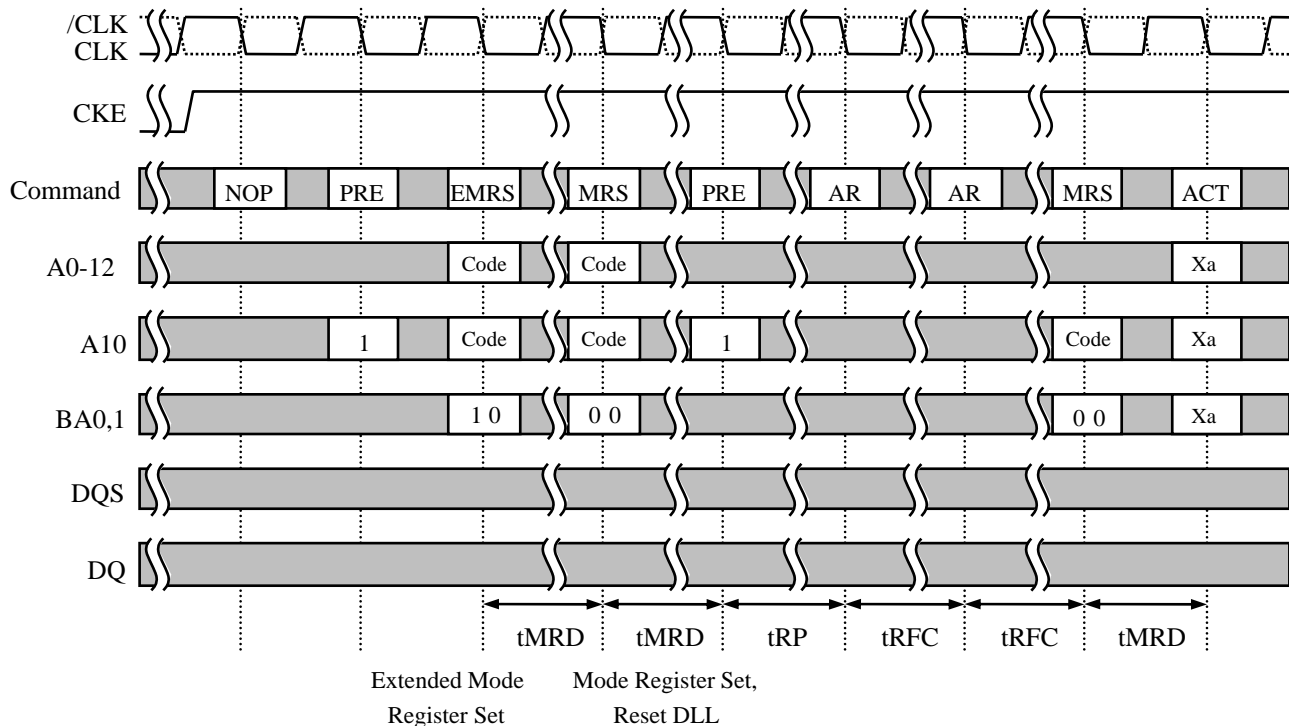 /CLK
CLK
CKE
Command NOP PRE EMRS MRS PRE AR AR MRS ACT
A0-12 Code Code Xa
A10 1 Code Code 1 Code Xa
BA0,1 1 0 0 0 0 0 Xa
DQS
DQ
tMRD tMRD tRP tRFC tRFC tMRD
Extended Mode Mode Register Set,
Register Set Reset DLL